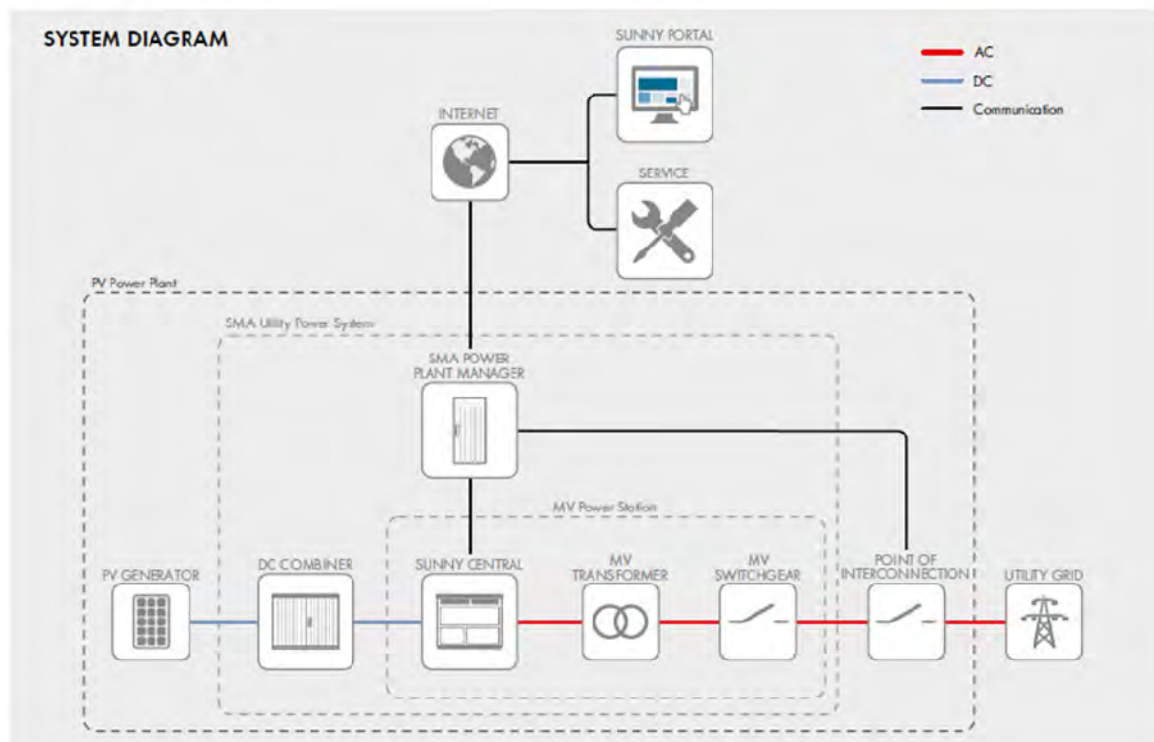 SYSTEM DIAGRAM
SUNNY PORTAL
AC
DC
Communication
INTERNET
SERVICE
PV Power Plant
SMA Utility Power System
SMA POWER
PLANT MANAGER
MV Power Station
PV GENERATOR
DC COMBINER
SUNNY CENTRAL
MV
TRANSFORMER
MV
SWITCHGEAR
POINT OF
INTERCONNECTION
UTILITY GRID